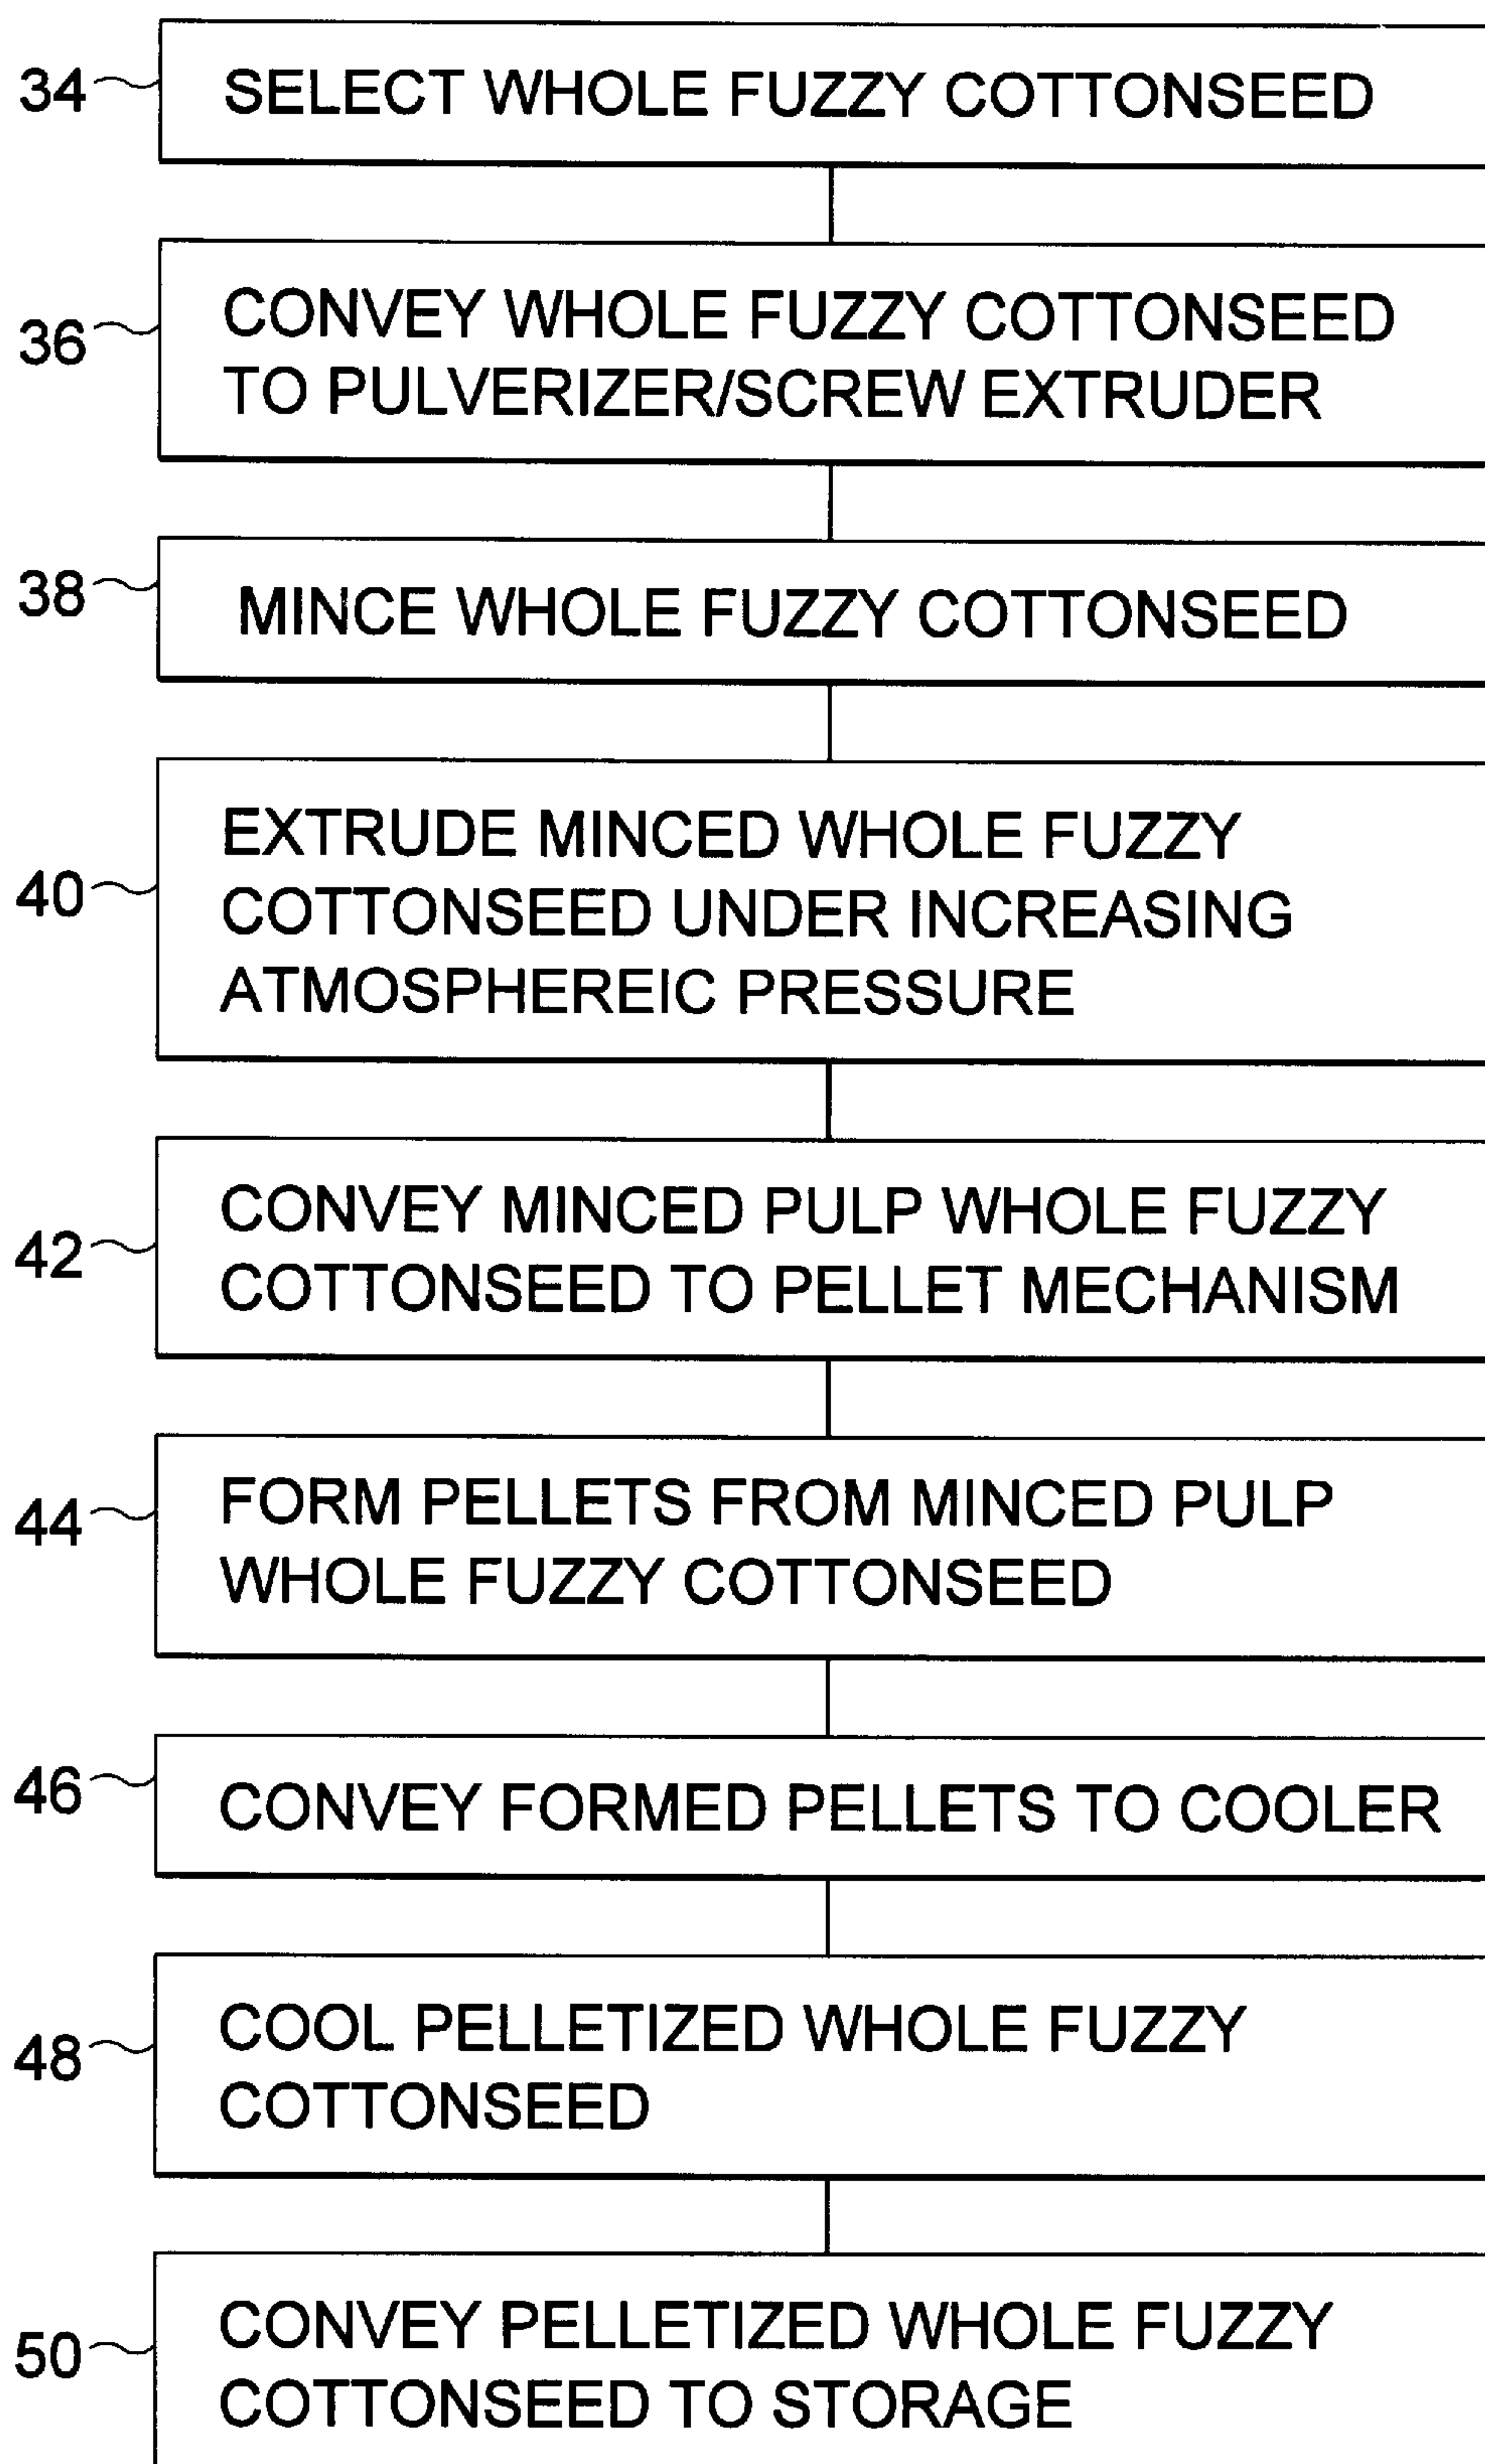 34 SELECT WHOLE FUZZY COTTONSEED
36 CONVEY WHOLE FUZZY COTTONSEED
TO PULVERIZER/SCREW EXTRUDER
38 MINCE WHOLE FUZZY COTTONSEED
EXTRUDE MINCED WHOLE FUZZY
40 COTTONSEED UNDER INCREASING
ATMOSPHEREIC PRESSURE
42 CONVEY MINCED PULP WHOLE FUZZY
COTTONSEED TO PELLET MECHANISM
44 FORM PELLETS FROM MINCED PULP
WHOLE FUZZY COTTONSEED
46 CONVEY FORMED PELLETS TO COOLER
48 COOL PELLETIZED WHOLE FUZZY
COTTONSEED
50 CONVEY PELLETIZED WHOLE FUZZY
COTTONSEED TO STORAGE